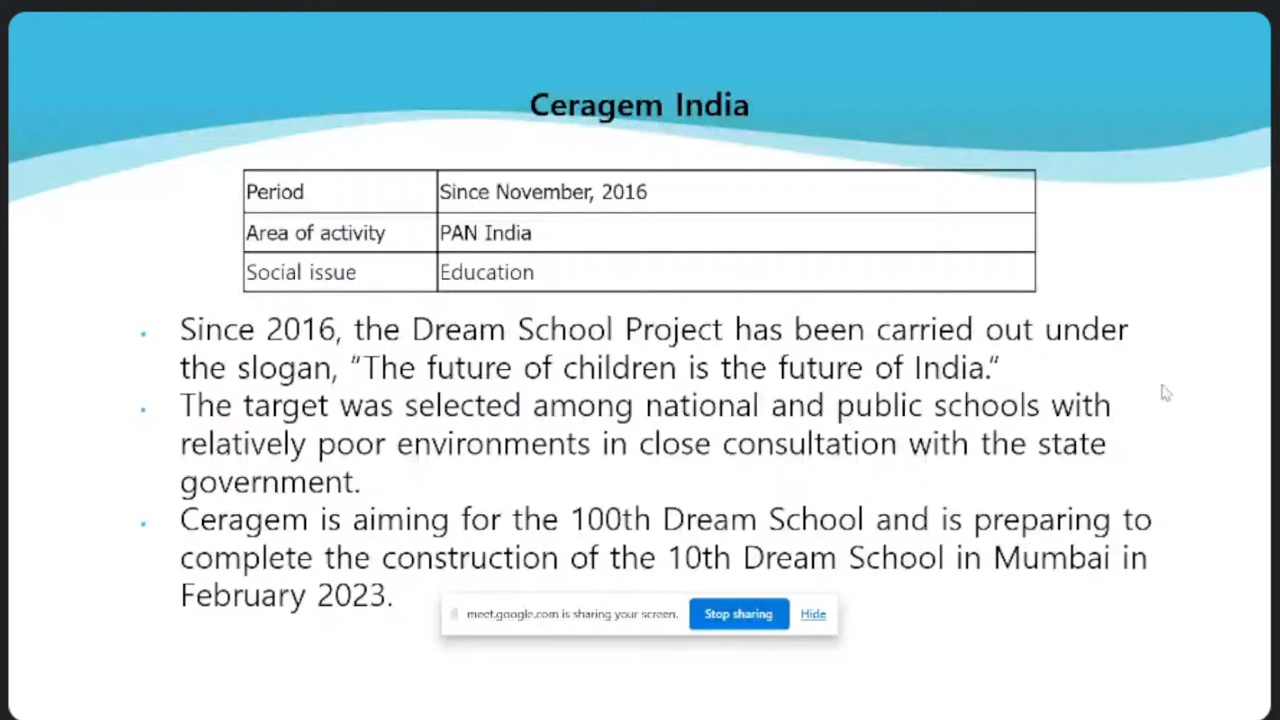 Ceragem India
Period Since November, 2016
Area of activity PAN India
Social issue Education
Since 2016, the Dream School Project has been carried out under
the slogan, “The future of children is the future of India.“
The target was selected among national and public schools with
relatively poor environments in close consultation with the state
government.
Ceragem is aiming for the 100th Dream School and is preparing to
complete the construction of the 10th Dream School in Mumbai in
February 2023.
meet.google.com is sharing your screen. Stop sharing Hide